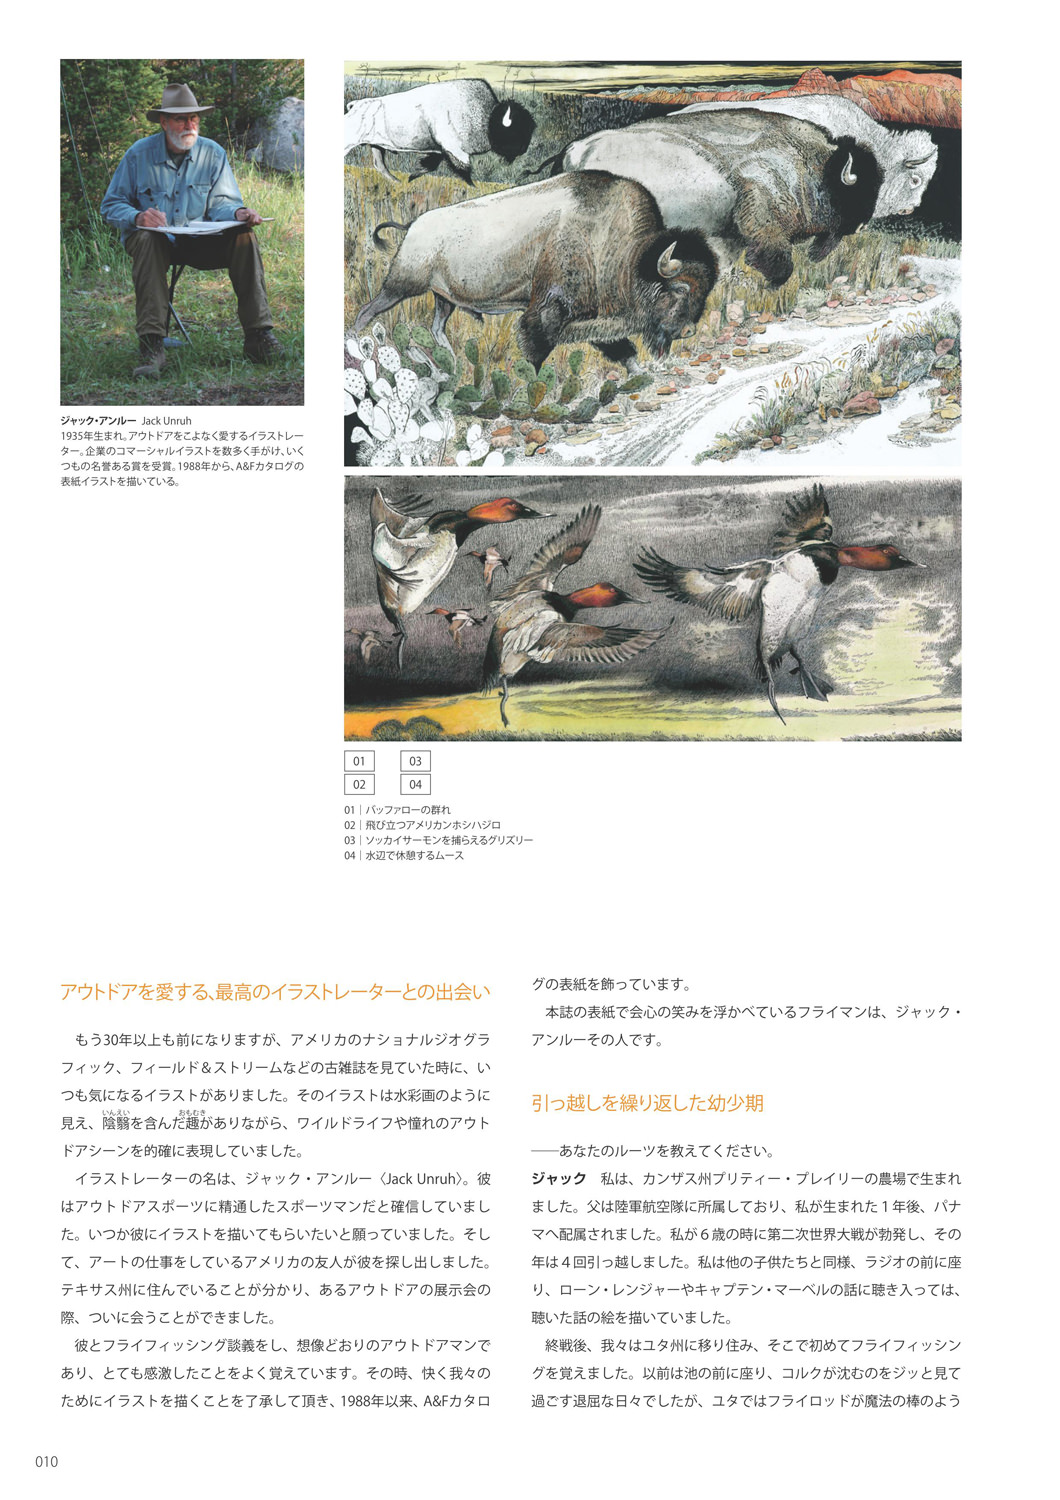 ジャック・アンルー Jack Unruh
1935年生まれ。アウトドアをこよなく愛するイラストレー
ター。企業のコマーシャルイラストを数多く手がけ、いく
つもの名誉ある賞を受賞。1988年から、A&Fカタログの
表紙イラストを描いている。
01 03
02 04
01｜バッファローの群れ
02｜飛び立つアメリカンホシハジロ
03｜ソッカイサーモンを捕らえるグリズリー
04｜水辺で休憩するムース
アウトドアを愛する、最高のイラストレーターとの出会い
もう30年以上も前になりますが、アメリカのナショナルジオグラ
フィック、フィールド＆ストリームなどの古雑誌を見ていた時に、い
つも気になるイラストがありました。そのイラストは水彩画のように
いんえい おもむき
見え、陰翳を含んだ趣がありながら、ワイルドライフや憧れのアウト
ドアシーンを的確に表現していました。
イラストレーターの名は、ジャック・アンルー〈Jack Unruh〉。彼
はアウトドアスポーツに精通したスポーツマンだと確信していまし
た。いつか彼にイラストを描いてもらいたいと願っていました。そし
て、アートの仕事をしているアメリカの友人が彼を探し出しました。
テキサス州に住んでいることが分かり、あるアウトドアの展示会の
際、ついに会うことができました。
彼とフライフィッシング談義をし、想像どおりのアウトドアマンで
あり、とても感激したことをよく覚えています。その時、快く我々の
ためにイラストを描くことを了承して頂き、1988年以来、A&Fカタロ
グの表紙を飾っています。
本誌の表紙で会心の笑みを浮かべているフライマンは、ジャック・
アンルーその人です。
引っ越しを繰り返した幼少期
――あなたのルーツを教えてください。
ジャック　私は、カンザス州プリティー・プレイリーの農場で生まれ
ました。父は陸軍航空隊に所属しており、私が生まれた１年後、パナ
マへ配属されました。私が６歳の時に第二次世界大戦が勃発し、その
年は４回引っ越しました。私は他の子供たちと同様、ラジオの前に座
り、ローン・レンジャーやキャプテン・マーベルの話に聴き入っては、
聴いた話の絵を描いていました。
終戦後、我々はユタ州に移り住み、そこで初めてフライフィッシン
グを覚えました。以前は池の前に座り、コルクが沈むのをジッと見て
過ごす退屈な日々でしたが、ユタではフライロッドが魔法の棒のよう
010